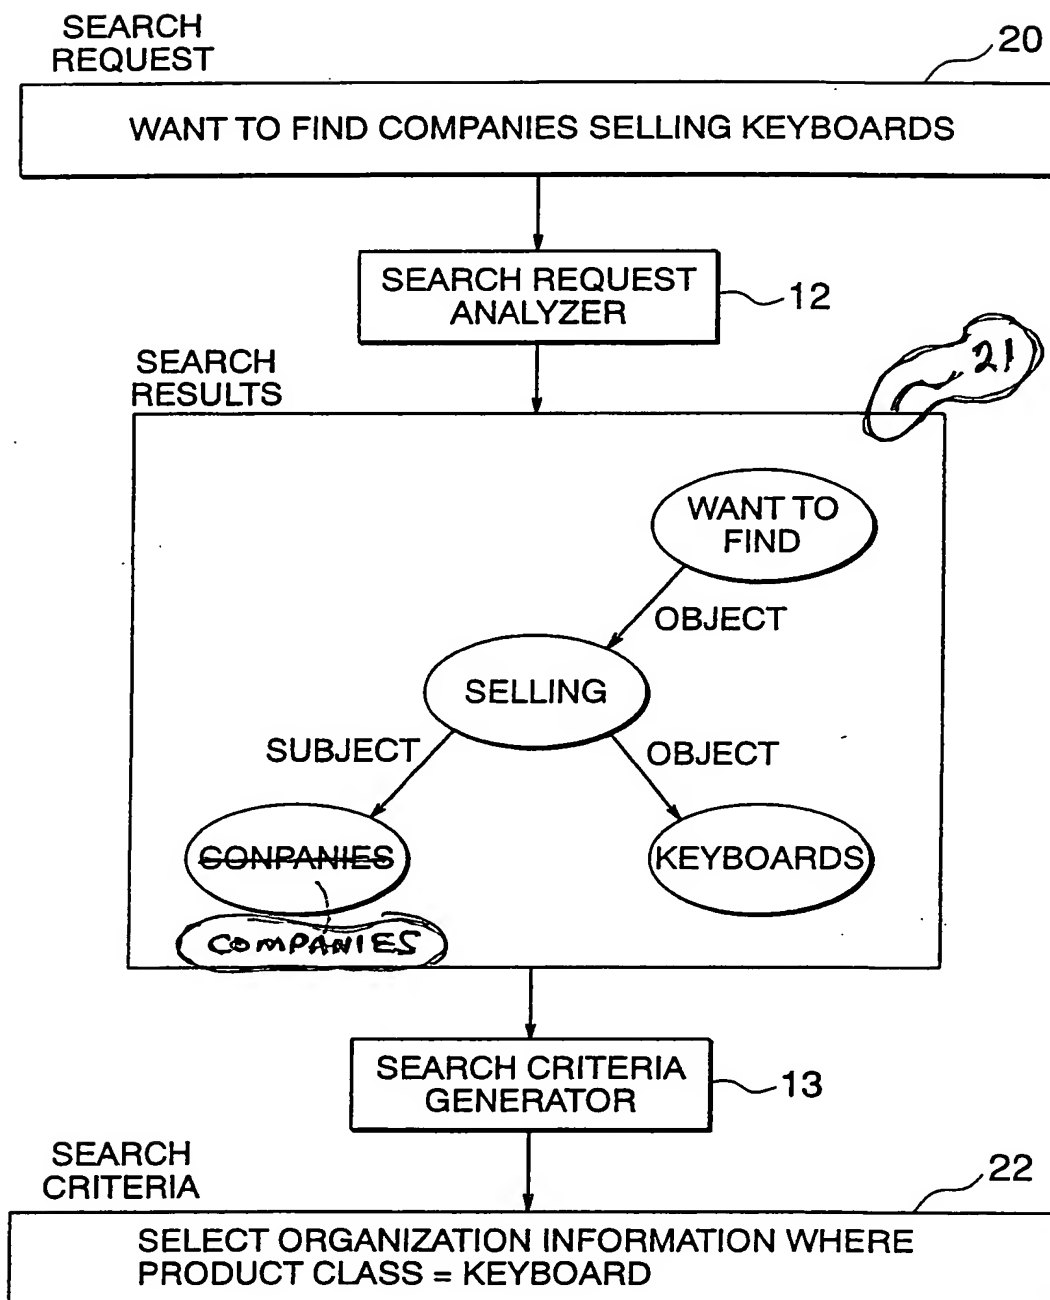 SEARCH
REQUEST
20
WANT TO FIND COMPANIES SELLING KEYBOARDS
SEARCH REQUEST
ANALYZER
12
SEARCH
RESULTS
21
WANT TO
FIND
OBJECT
SELLING
SUBJECT
OBJECT
CONPANIES
KEYBOARDS
COMPANIES
SEARCH CRITERIA
GENERATOR
13
SEARCH
CRITERIA
22
SELECT ORGANIZATION INFORMATION WHERE
PRODUCT CLASS = KEYBOARD